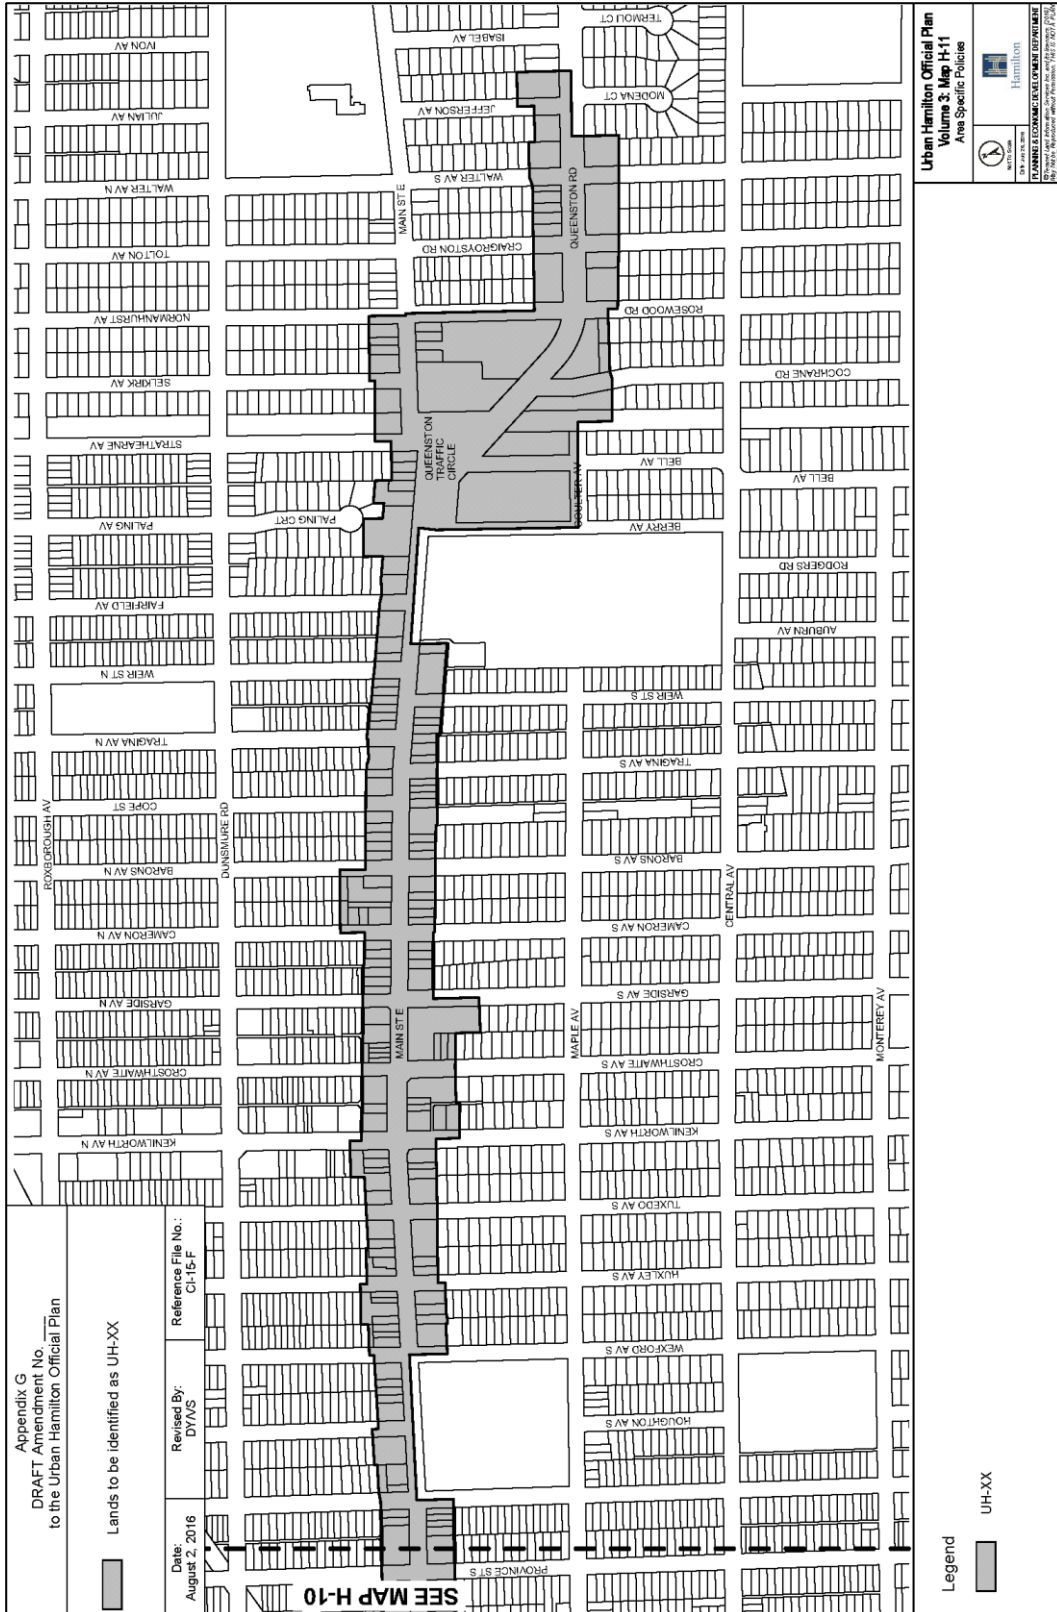 Appendix G
DRAFT Amendment No. ___
to the Urban Hamilton Official Plan
Lands to be identified as UH-XX
Date:
August 2, 2016
Revised By:
DY/VS
Reference File No.:
CI-15-F
SEE MAP H-10
ROXBOROUGH AV
DUNSMURE RD
MAIN ST E
MAIN ST E
MAPLE AV
CENTRAL AV
MONTEREY AV
QUEENSTON RD
QUEENSTON
TRAFFIC
CIRCLE
COULTER AV
KENILWORTH AV N
CROSTHWAITE AV N
GARSIDE AV N
CAMERON AV N
BARONS AV N
COPE ST
TRAGINA AV N
WEIR ST N
FAIRFIELD AV
PALING AV
PALING CRT
STRATHEARNE AV
SELKIRK AV
NORMANHURST AV
TOLTON AV
WALTER AV N
JULIAN AV
IVON AV
PROVINCE ST S
HOUGHTON AV S
WEXFORD AV S
HUXLEY AV S
TUXEDO AV S
KENILWORTH AV S
CROSTHWAITE AV S
GARSIDE AV S
CAMERON AV S
BARONS AV S
TRAGINA AV S
WEIR ST S
AUBURN AV
RODGERS RD
BERRY AV
BELL AV
BELL AV
COCHRANE RD
ROSEWOOD RD
CRAIGROYSTON RD
WALTER AV S
JEFFERSON AV
ISABEL AV
MODENA CT
TERMOLI CT
Legend
UH-XX
Urban Hamilton Official Plan
Volume 3: Map H-11
Area Specific Policies
Hamilton
Not To Scale
PLANNING & ECONOMIC DEVELOPMENT DEPARTMENT